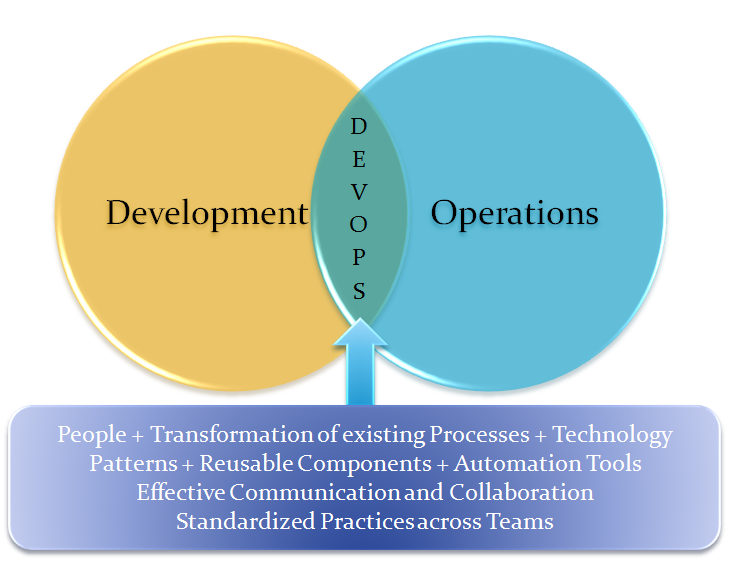 Development
DEVOPS
Operations
People + Transformation of existing Processes + Technology
Patterns + Reusable Components + Automation Tools
Effective Communication and Collaboration
Standardized Practices across Teams